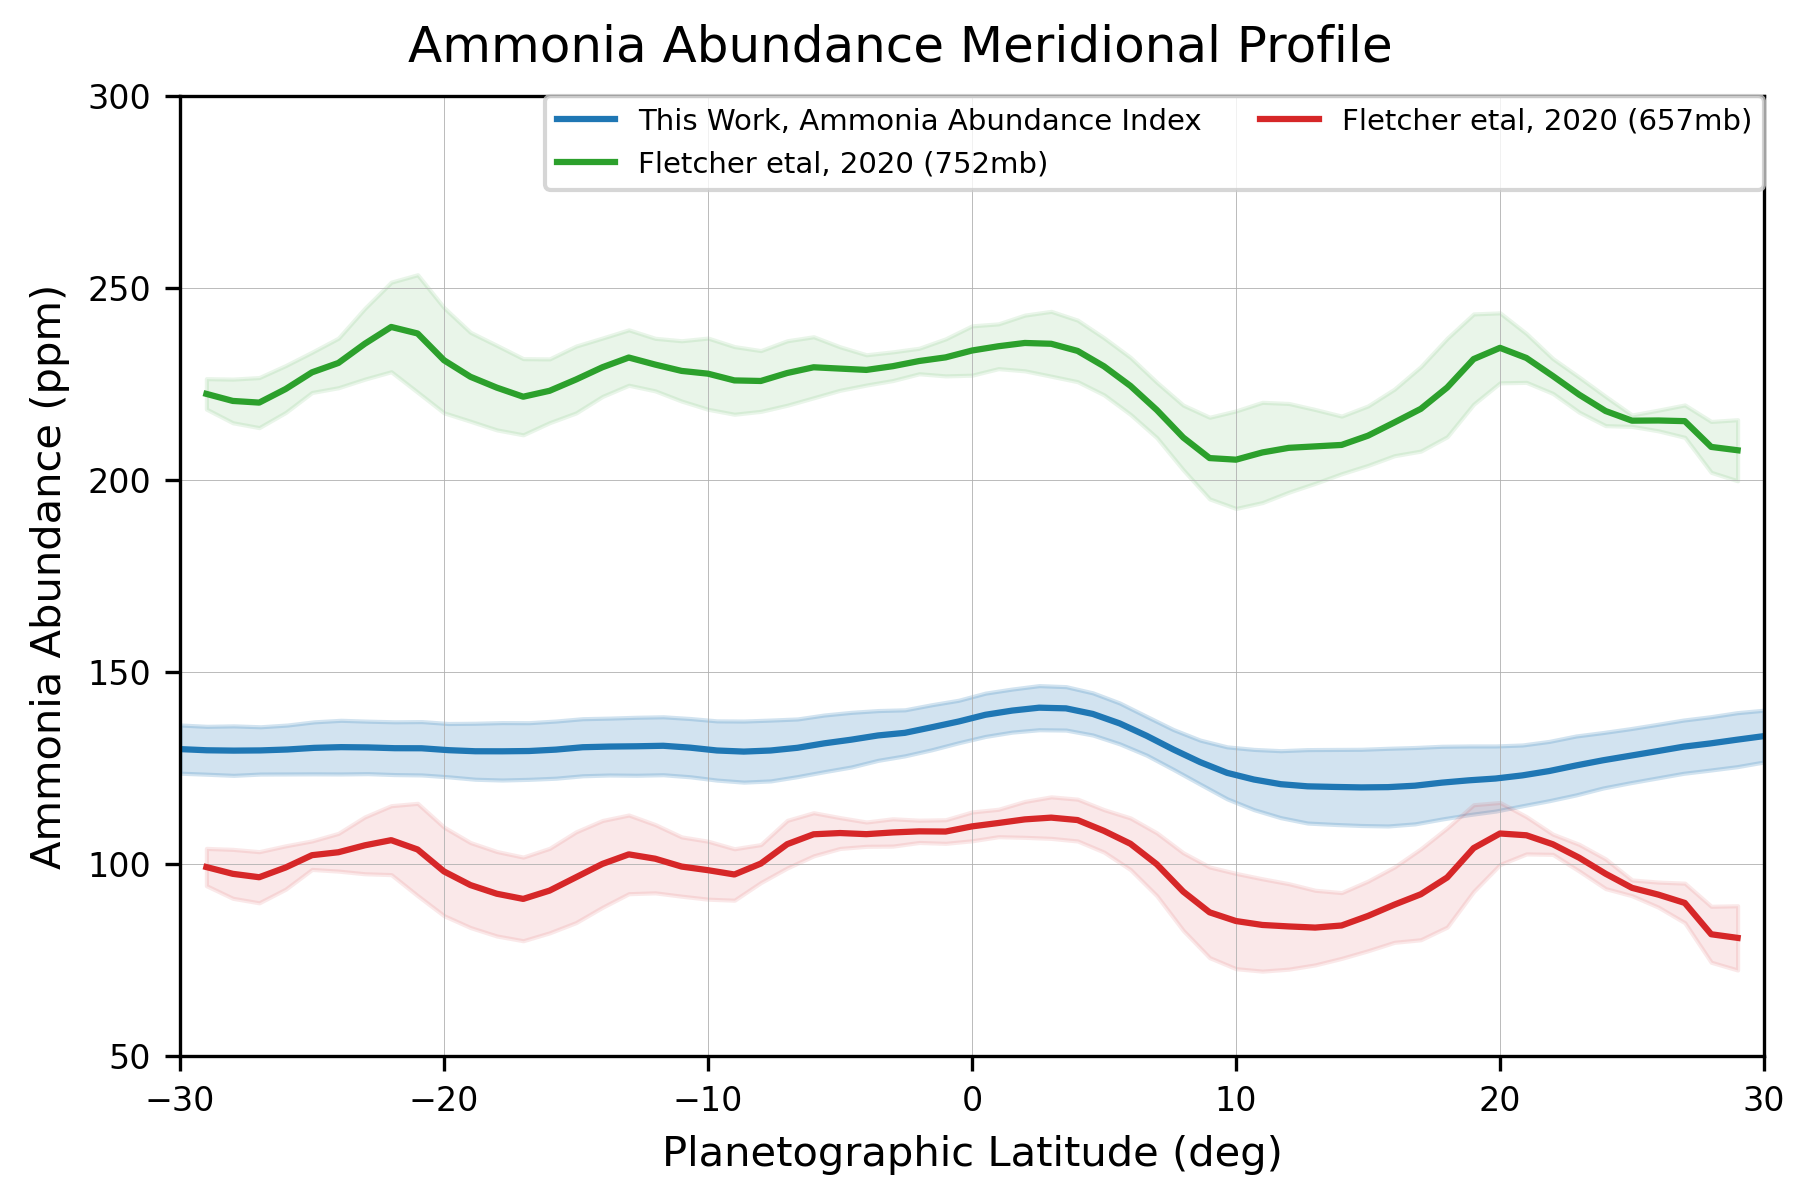 Ammonia Abundance Meridional Profile
300
This Work, Ammonia Abundance Index
Fletcher etal, 2020 (657mb)
Fletcher etal, 2020 (752mb)
250
200
150
100
50
Ammonia Abundance (ppm)
−30 −20 −10 0 10 20 30
Planetographic Latitude (deg)